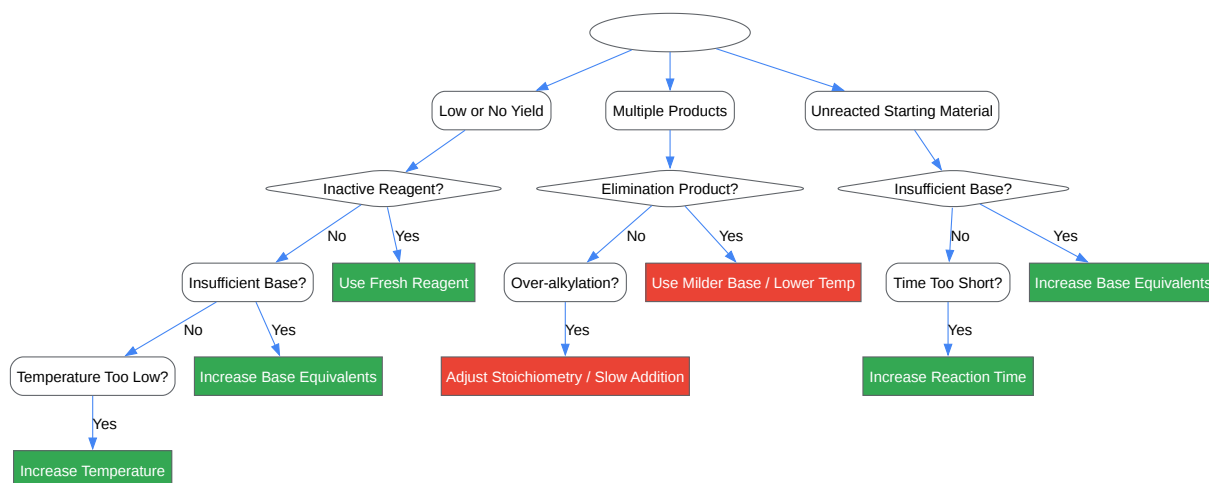 Low or No Yield
Multiple Products
Unreacted Starting Material
Inactive Reagent?
Elimination Product?
Insufficient Base?
No
Yes
No
Yes
No
Yes
Insufficient Base?
Use Fresh Reagent
Over-alkylation?
Use Milder Base / Lower Temp
Time Too Short?
Increase Base Equivalents
No
Yes
Yes
Yes
Temperature Too Low?
Increase Base Equivalents
Adjust Stoichiometry / Slow Addition
Increase Reaction Time
Yes
Increase Temperature